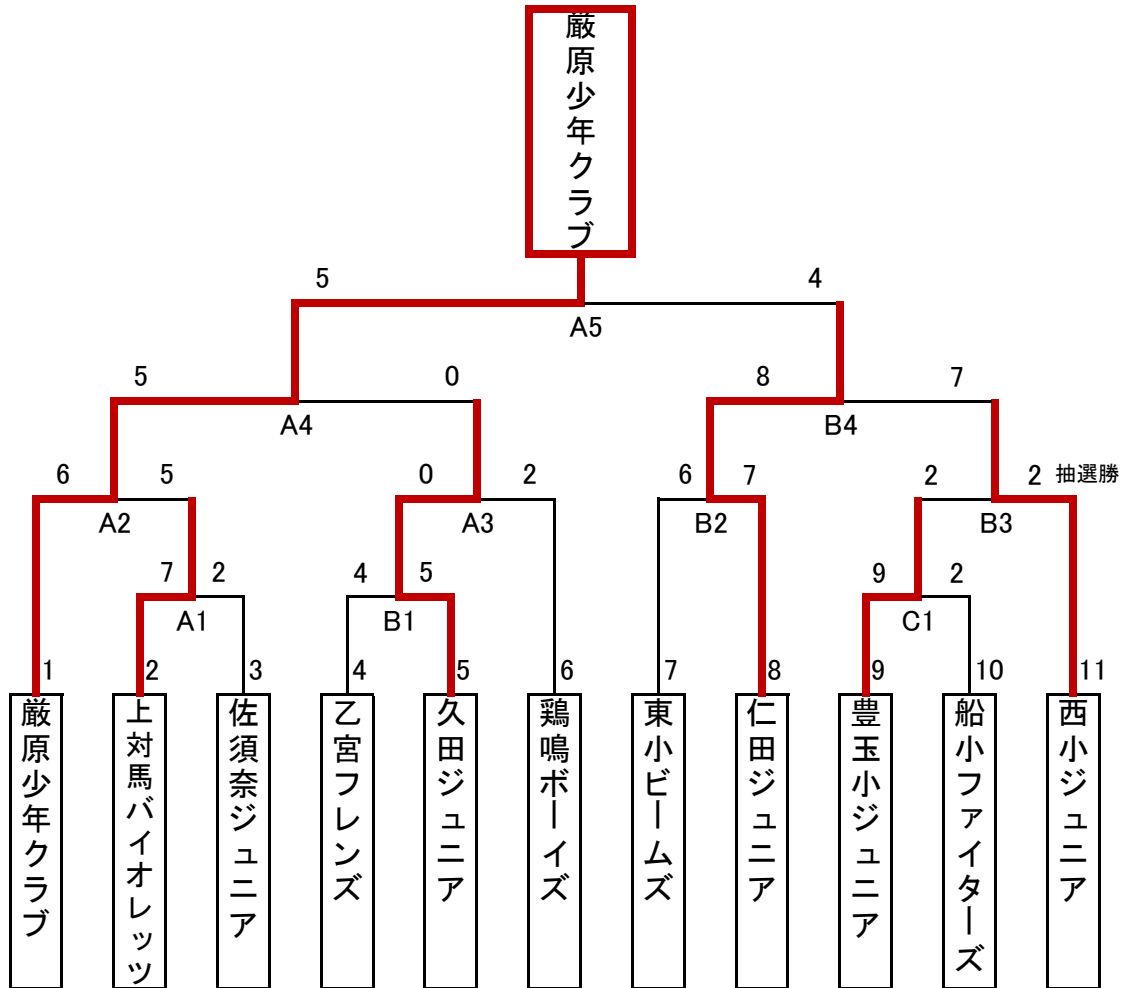 厳原少年クラブ
5 4
A5
5 0 8 7
A4 B4
6 5 0 2 6 7 2 2 抽選勝
A2 A3 B2 B3
7 2 4 5 9 2
A1 B1 C1
1 2 3 4 5 6 7 8 9 10 11
厳原少年クラブ
上対馬バイオレッツ
佐須奈ジュニア
乙宮フレンズ
久田ジュニア
鶏鳴ボーイズ
東小ビームズ
仁田ジュニア
豊玉小ジュニア
船小ファイターズ
西小ジュニア